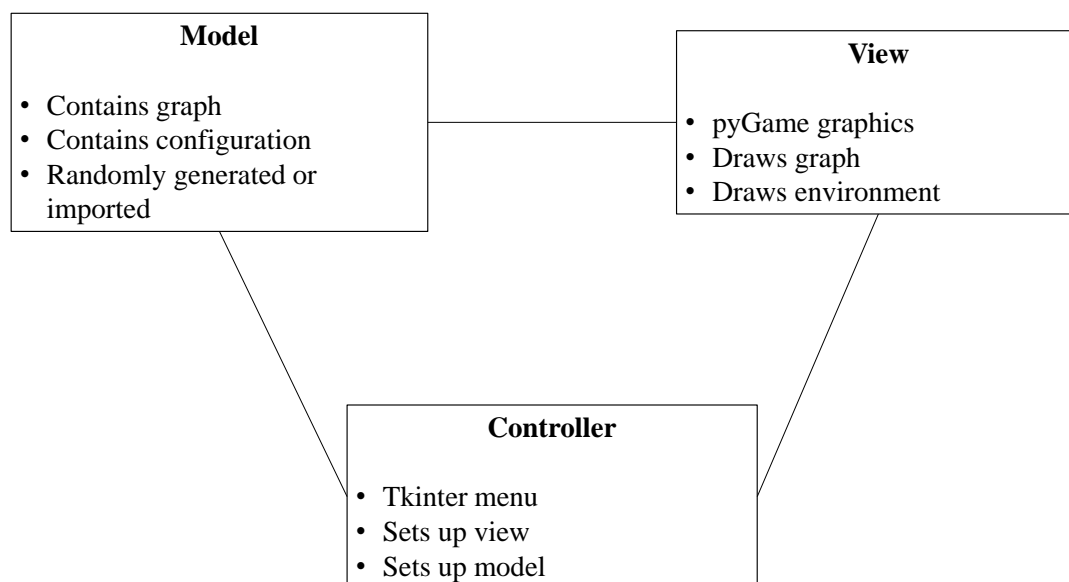 Model
• Contains graph
• Contains configuration
• Randomly generated or
imported
View
• pyGame graphics
• Draws graph
• Draws environment
Controller
• Tkinter menu
• Sets up view
• Sets up model